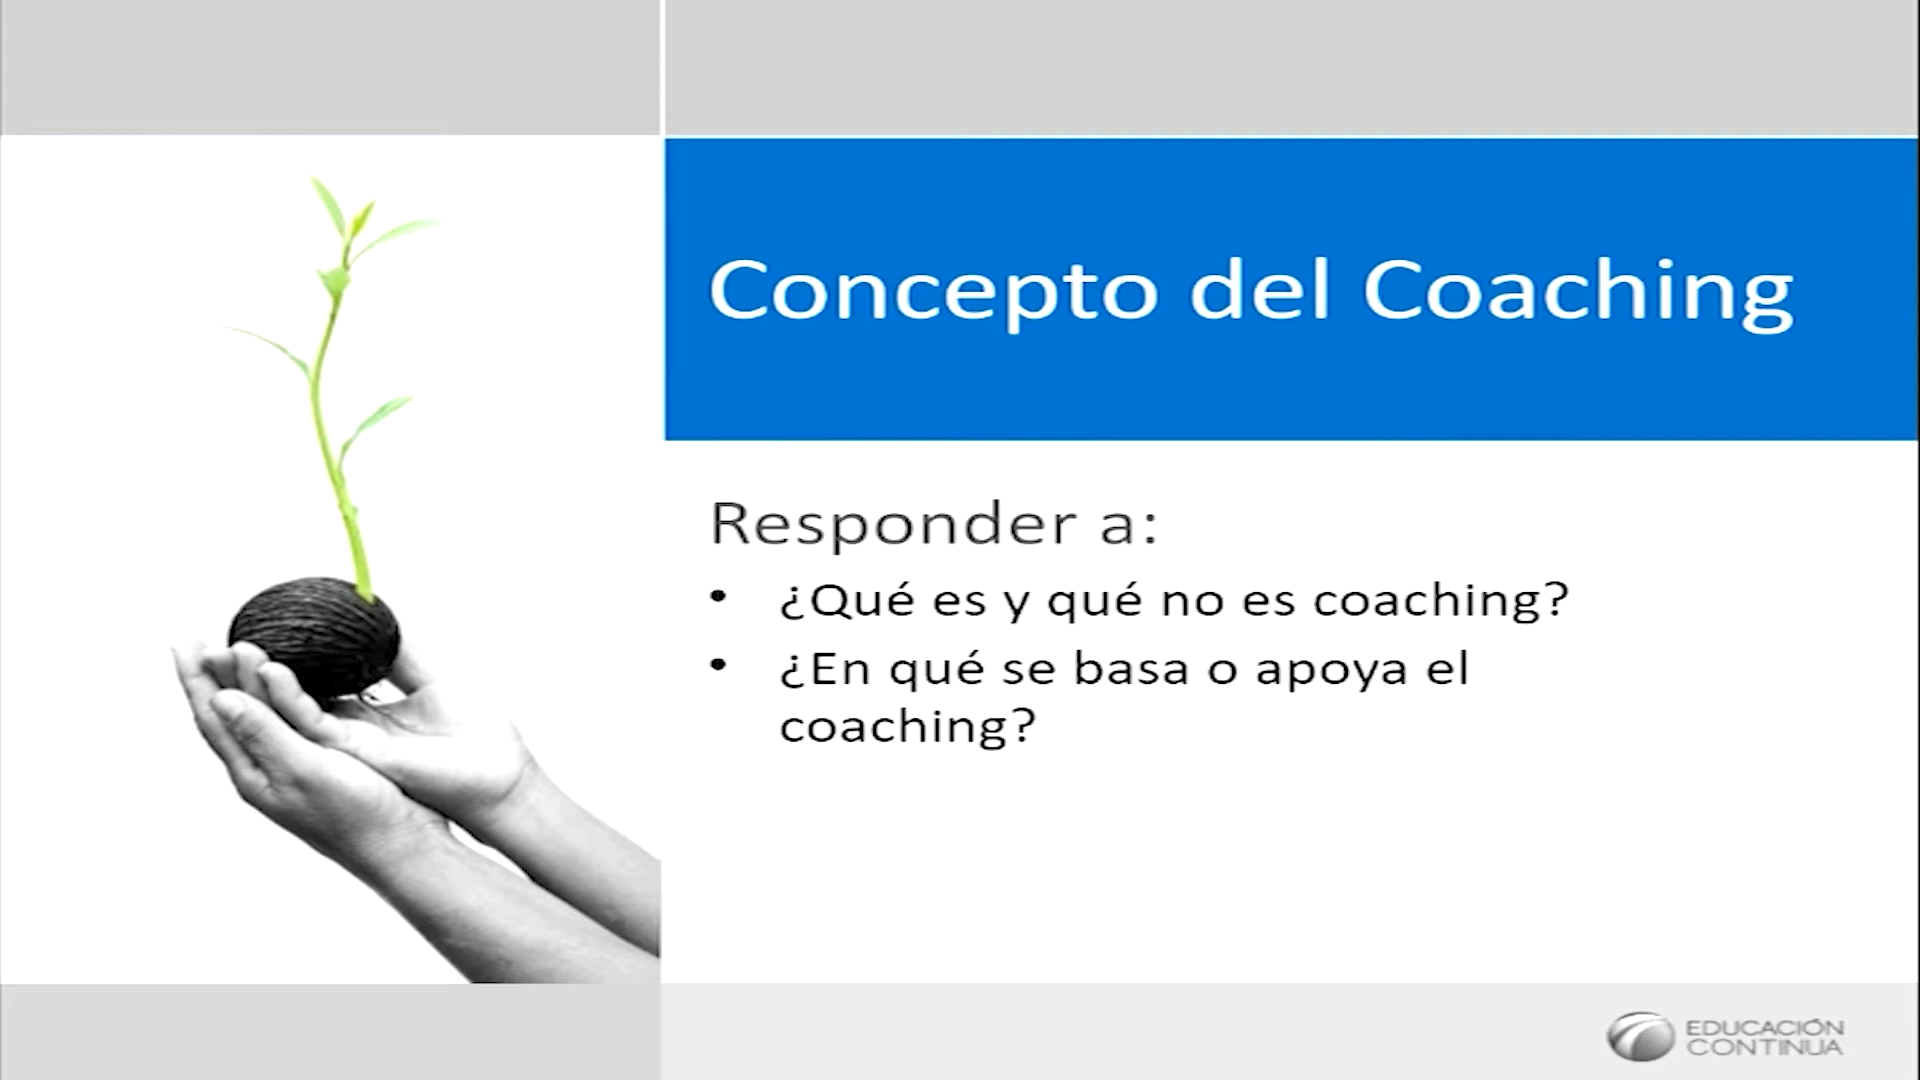 Concepto del Coaching
Responder a:
• ¿Qué es y qué no es coaching?
• ¿En qué se basa o apoya el
coaching?
EDUCACIÓN
CONTINUA